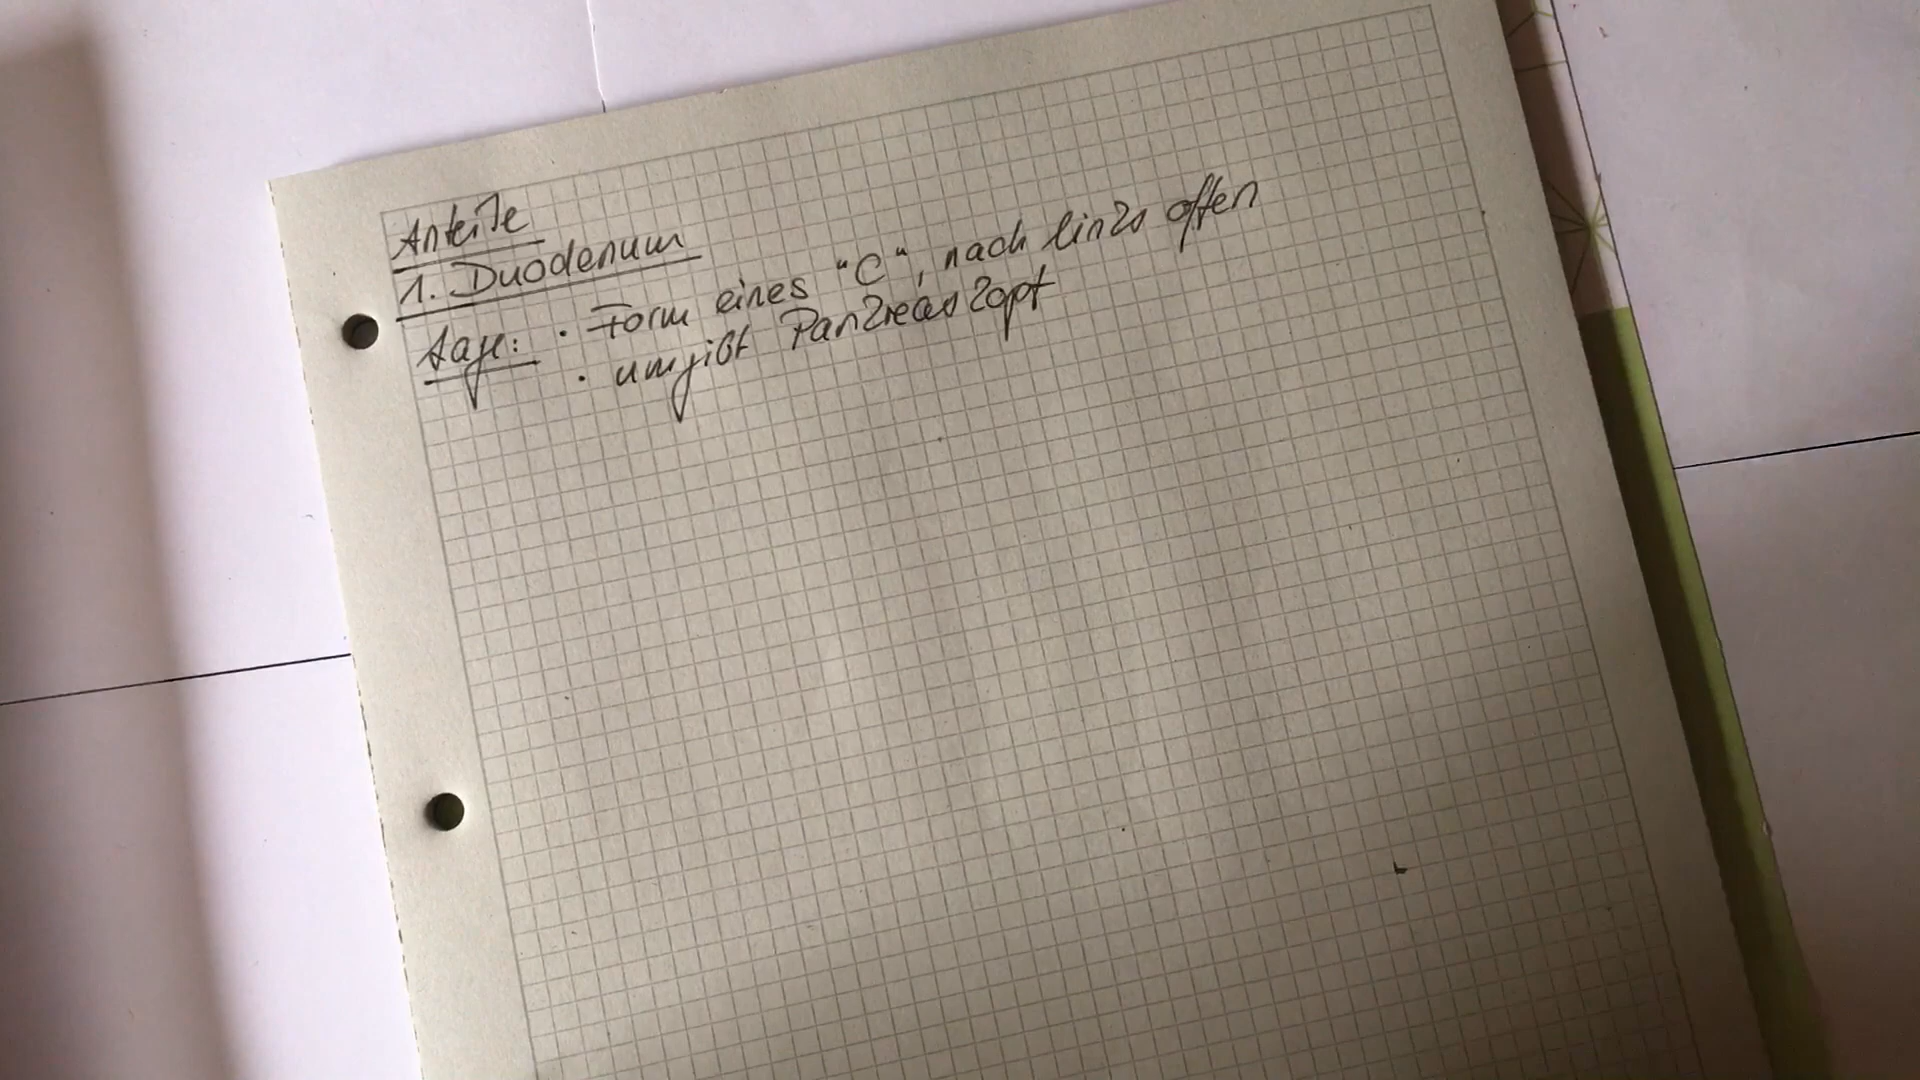 Anteile
1. Duodenum
Lage: · Form eines "C", nach links offen
· umgibt Pankreaskopf